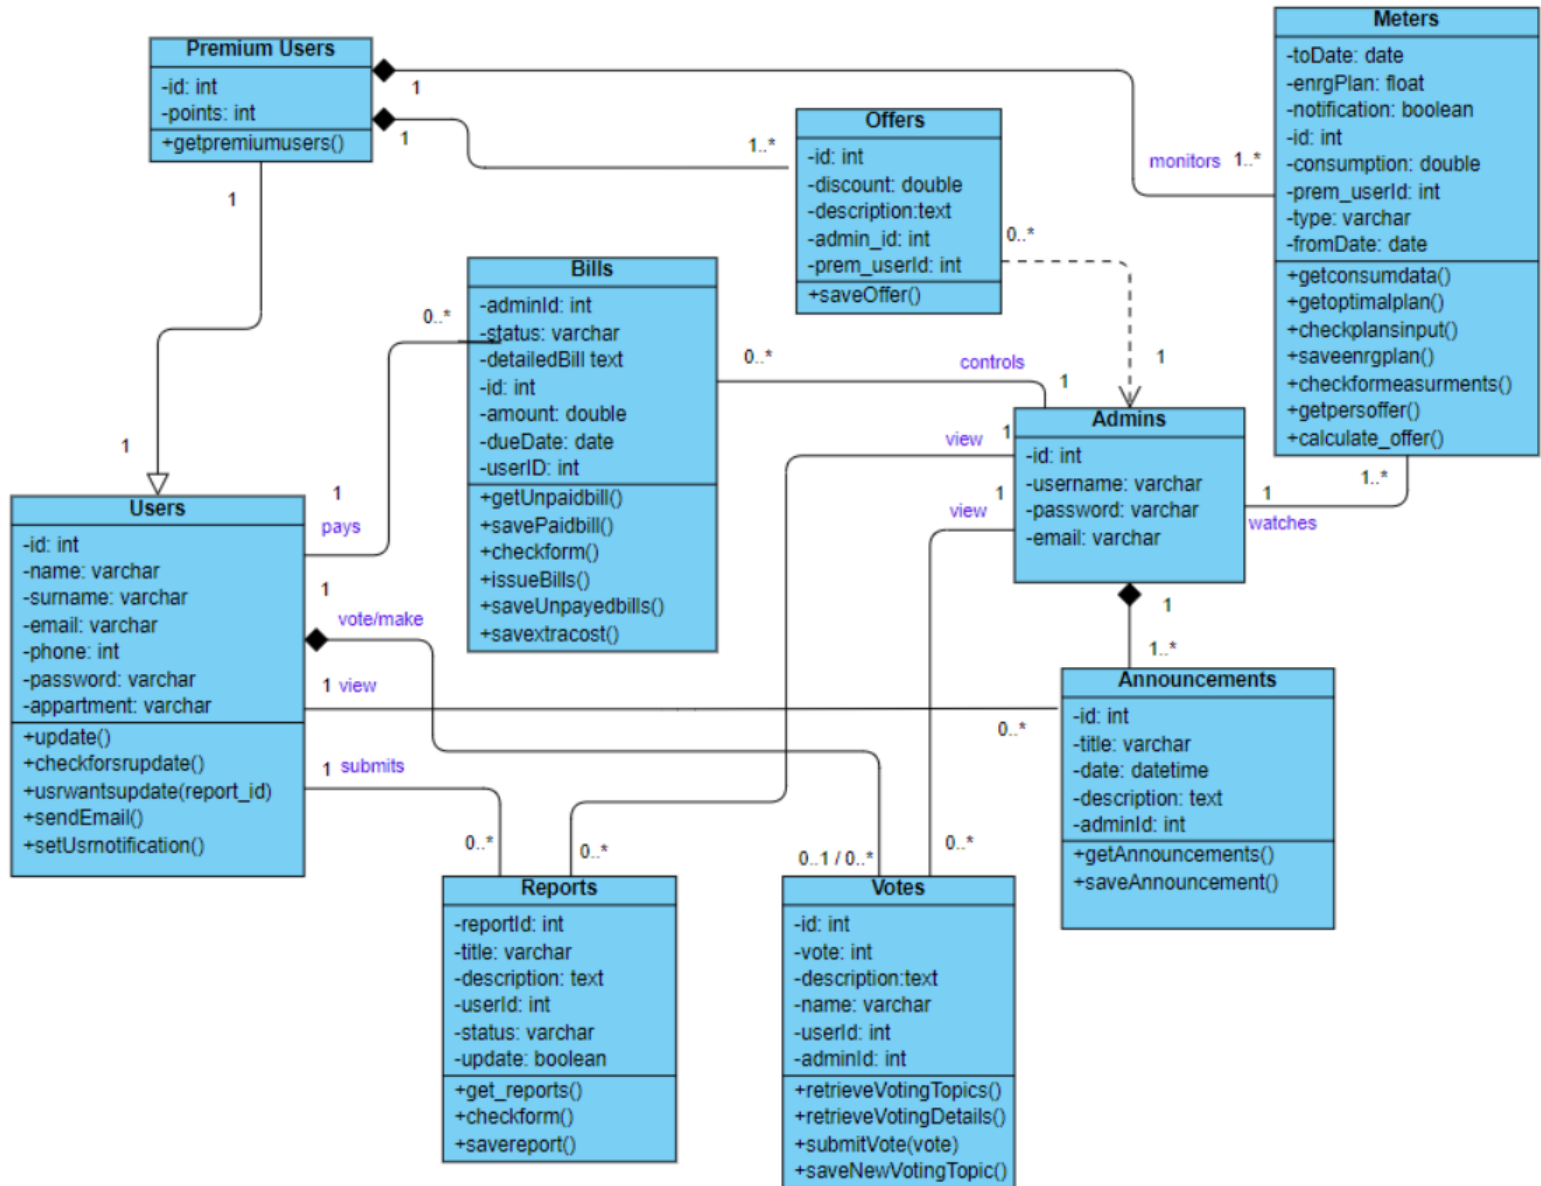 Premium Users
-id: int
-points: int
+getpremiumusers()
1
1
1
1
Meters
-toDate: date
-enrgPlan: float
-notification: boolean
-id: int
-consumption: double
-prem_userId: int
-type: varchar
-fromDate: date
+getconsumdata()
+getoptimalplan()
+checkplansinput()
+saveenrgplan()
+checkformeasurments()
+getpersoffer()
+calculate_offer()
monitors 1..*
1..*
Offers
-id: int
-discount: double
-description:text
-admin_id: int
-prem_userId: int
+saveOffer()
0..*
1
Bills
-adminId: int
-status: varchar
-detailedBill text
-id: int
-amount: double
-dueDate: date
-userID: int
+getUnpaidbill()
+savePaidbill()
+checkform()
+issueBills()
+saveUnpayedbills()
+savextracost()
0..*
0..*
controls
1
Admins
-id: int
-username: varchar
-password: varchar
-email: varchar
view 1
view
1
1..*
1
watches
1
1..*
Users
-id: int
-name: varchar
-surname: varchar
-email: varchar
-phone: int
-password: varchar
-appartment: varchar
+update()
+checkforsrupdate()
+usrwantsupdate(report_id)
+sendEmail()
+setUsrnotification()
1
pays
1
vote/make
1 view
1 submits
Announcements
-id: int
-title: varchar
-date: datetime
-description: text
-adminId: int
+getAnnouncements()
+saveAnnouncement()
0..*
0..*
0..*
0..1 / 0..*
0..*
Reports
-reportId: int
-title: varchar
-description: text
-userId: int
-status: varchar
-update: boolean
+get_reports()
+checkform()
+savereport()
Votes
-id: int
-vote: int
-description:text
-name: varchar
-userId: int
-adminId: int
+retrieveVotingTopics()
+retrieveVotingDetails()
+submitVote(vote)
+saveNewVotingTopic()